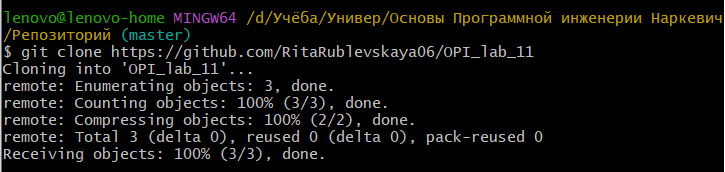 lenovo@lenovo-home MINGW64 /d/Учёба/Универ/Основы Программной инженерии Наркевич
/Репозиторий (master)
$ git clone https://github.com/RitaRublevskaya06/OPI_lab_11
Cloning into 'OPI_lab_11'...
remote: Enumerating objects: 3, done.
remote: Counting objects: 100% (3/3), done.
remote: Compressing objects: 100% (2/2), done.
remote: Total 3 (delta 0), reused 0 (delta 0), pack-reused 0
Receiving objects: 100% (3/3), done.